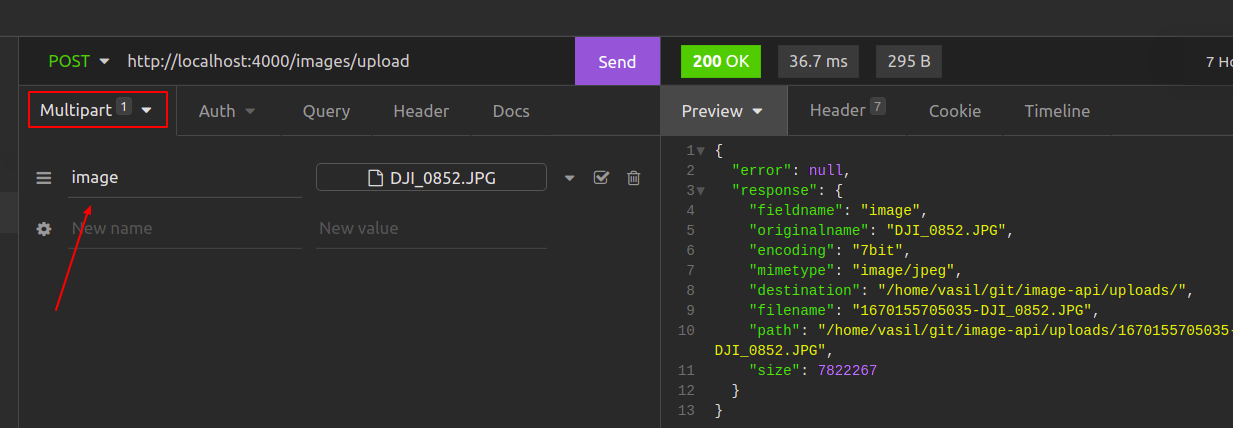 POST http://localhost:4000/images/upload Send 200 OK 36.7 ms 295 B 7 Ho
Multipart 1 Auth Query Header Docs Preview Header 7 Cookie Timeline
image DJI_0852.JPG
New name New value
1 {
2 "error": null,
3 "response": {
4 "fieldname": "image",
5 "originalname": "DJI_0852.JPG",
6 "encoding": "7bit",
7 "mimetype": "image/jpeg",
8 "destination": "/home/vasil/git/image-api/uploads/",
9 "filename": "1670155705035-DJI_0852.JPG",
10 "path": "/home/vasil/git/image-api/uploads/1670155705035-
DJI_0852.JPG",
11 "size": 7822267
12 }
13 }